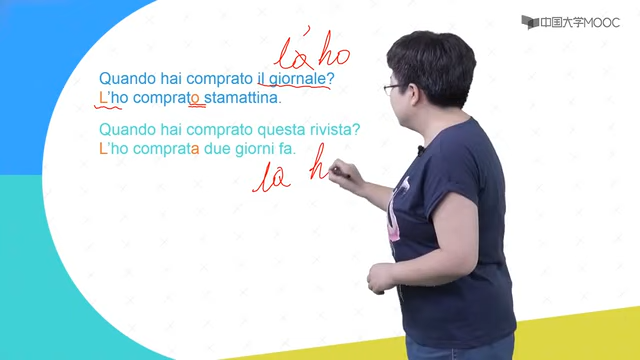 中国大学MOOC
ho
Quando hai comprato il giornale?
L'ho comprato stamattina.
Quando hai comprato questa rivista?
L'ho comprata due giorni fa.
la h